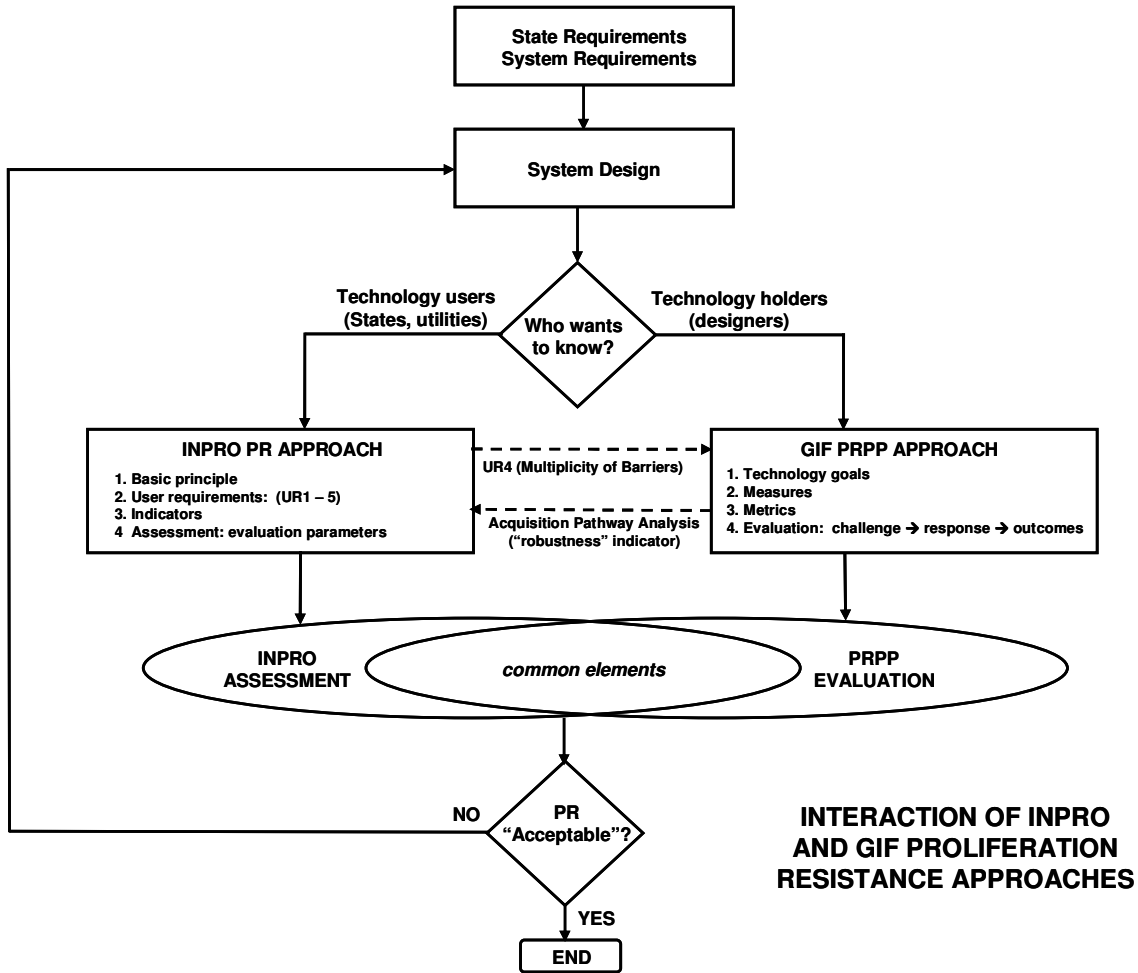 State Requirements
System Requirements
System Design
Technology users
(States, utilities)
Technology holders
(designers)
Who wants
to know?
INPRO PR APPROACH
1. Basic principle
2. User requirements:  (UR1 – 5)
3. Indicators
4  Assessment: evaluation parameters
UR4 (Multiplicity of Barriers)
Acquisition Pathway Analysis
(“robustness” indicator)
GIF PRPP APPROACH
1. Technology goals
2. Measures
3. Metrics
4. Evaluation:  challenge ➔ response ➔ outcomes
INPRO
ASSESSMENT
common elements
PRPP
EVALUATION
NO
PR
“Acceptable”?
YES
END
INTERACTION OF INPRO
AND GIF PROLIFERATION
RESISTANCE APPROACHES